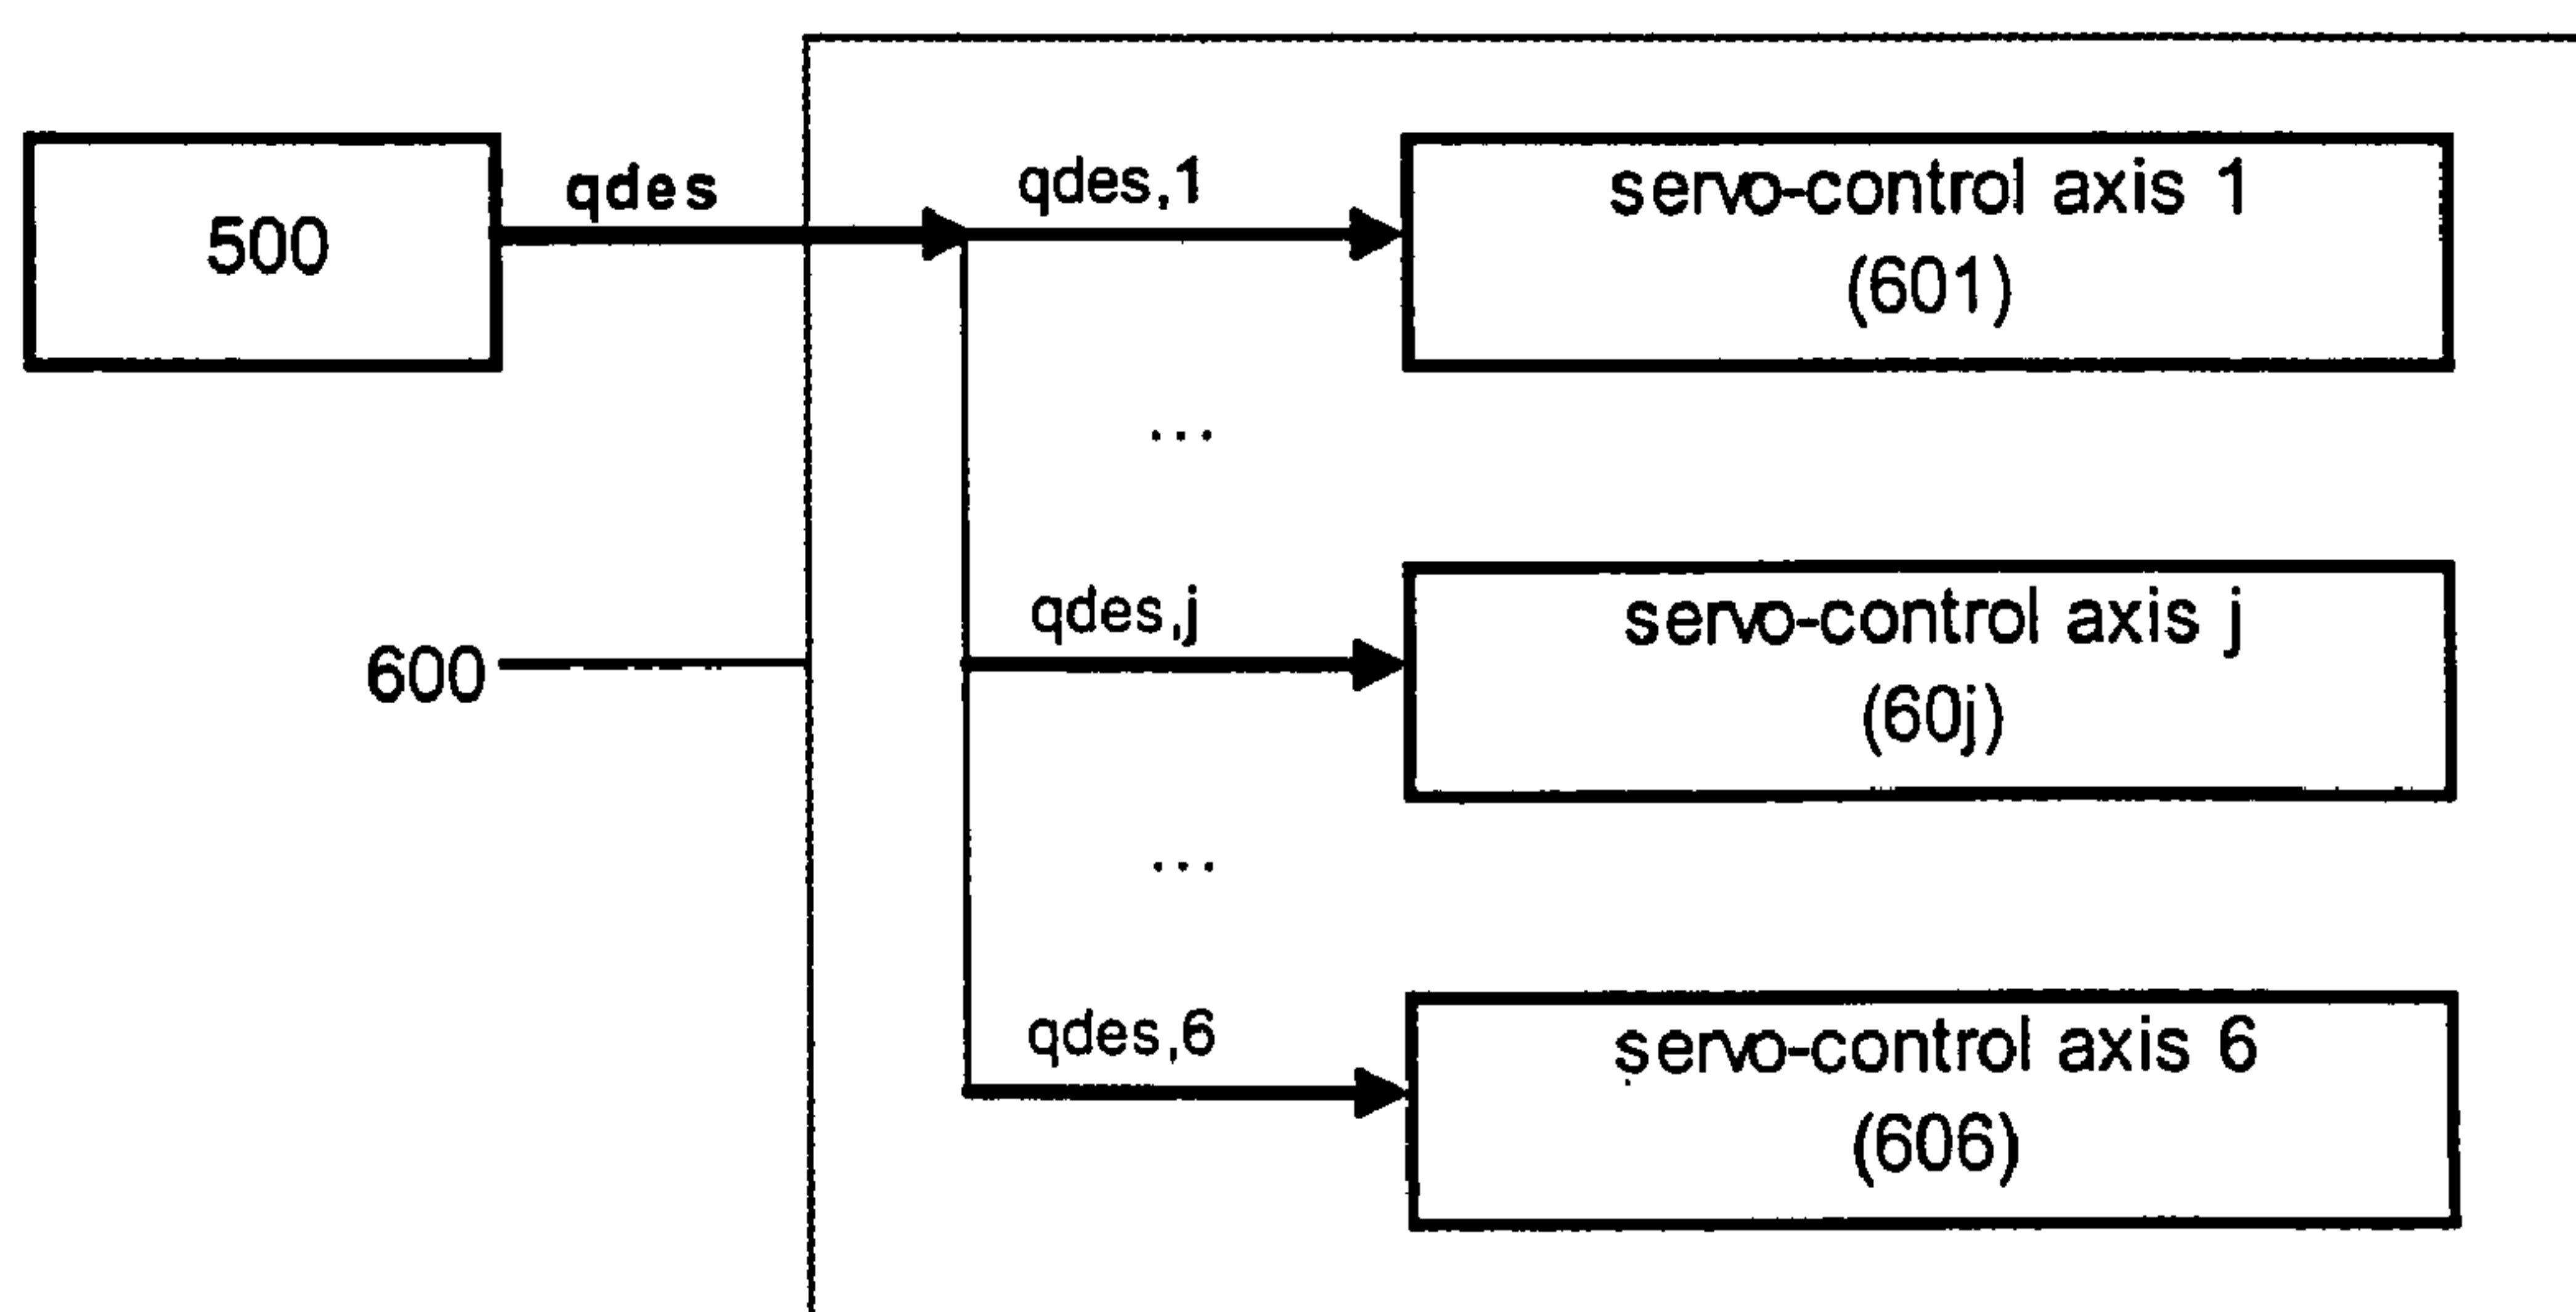 500
qdes
qdes,1
servo-control axis 1
(601)
...
600
qdes,j
servo-control axis j
(60j)
...
qdes,6
servo-control axis 6
(606)